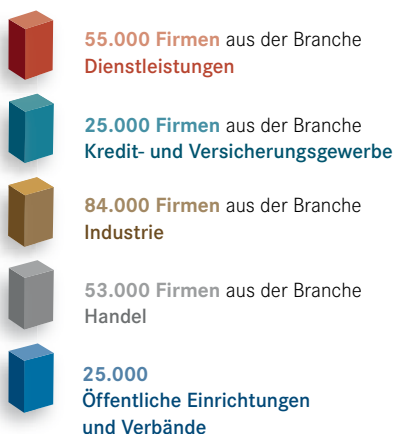 55.000 Firmen aus der Branche
Dienstleistungen
25.000 Firmen aus der Branche
Kredit- und Versicherungsgewerbe
84.000 Firmen aus der Branche
Industrie
53.000 Firmen aus der Branche
Handel
25.000
Öffentliche Einrichtungen
und Verbände